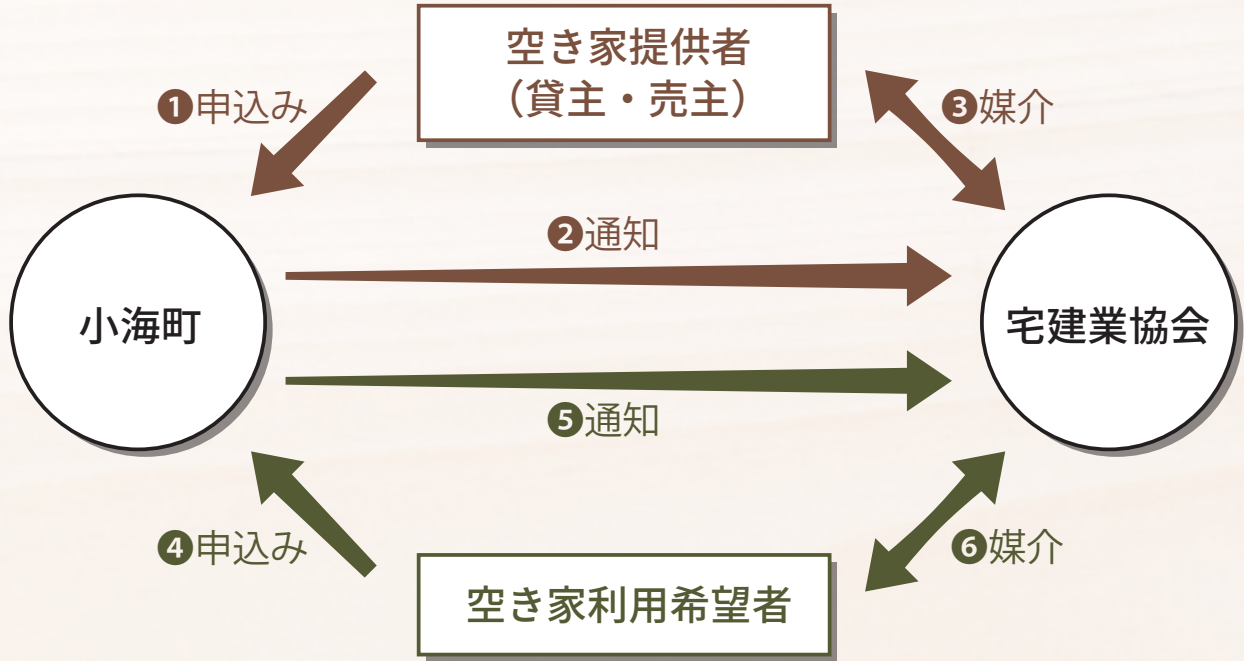 空き家提供者
（貸主・売主）
❶申込み
❸媒介
❷通知
小海町
宅建業協会
❺通知
❹申込み
❻媒介
空き家利用希望者